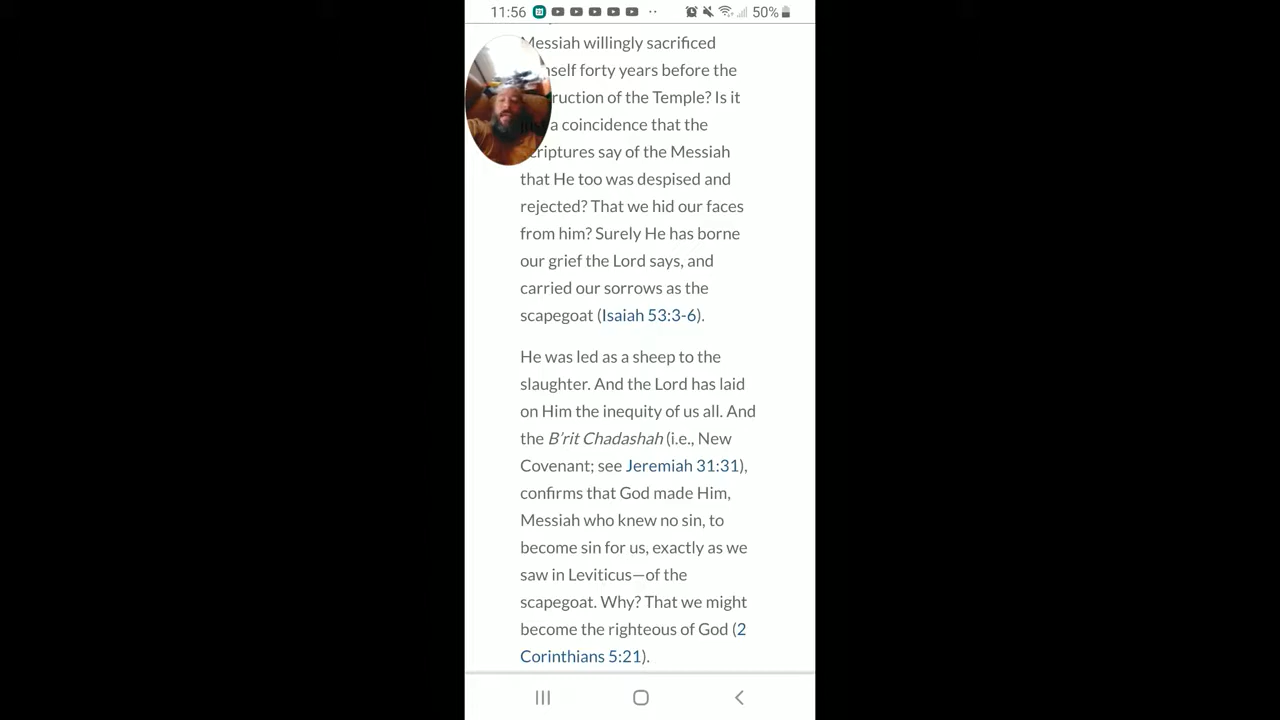 11:56
50%
Messiah willingly sacrificed
self forty years before the
ruction of the Temple? Is it
just a coincidence that the
criptures say of the Messiah
that He too was despised and
rejected? That we hid our faces
from him? Surely He has borne
our grief the Lord says, and
carried our sorrows as the
scapegoat (Isaiah 53:3-6).
He was led as a sheep to the
slaughter. And the Lord has laid
on Him the inequity of us all. And
the B'rit Chadashah (i.e., New
Covenant; see Jeremiah 31:31),
confirms that God made Him,
Messiah who knew no sin, to
become sin for us, exactly as we
saw in Leviticus—of the
scapegoat. Why? That we might
become the righteous of God (2
Corinthians 5:21).